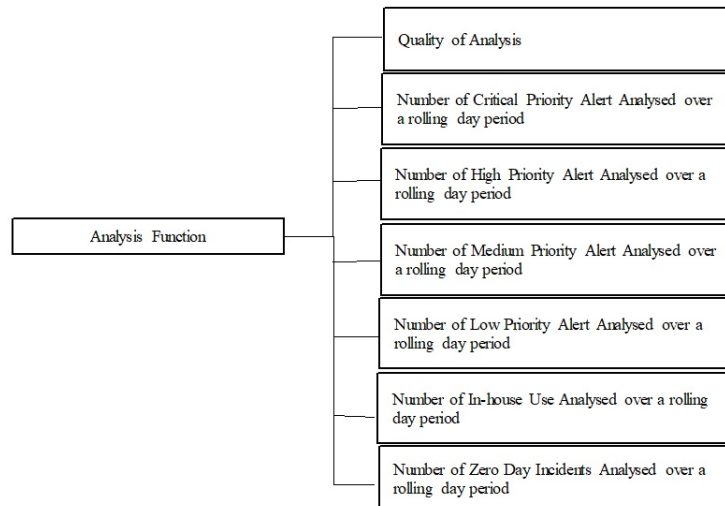 Quality of Analysis
Number of Critical Priority Alert Analysed over
a rolling day period
Number of High Priority Alert Analysed over a
rolling day period
Analysis Function
Number of Medium Priority Alert Analysed over
a rolling day period
Number of Low Priority Alert Analysed over a
rolling day period
Number of In-house Use Analysed over a rolling
day period
Number of Zero Day Incidents Analysed over a
rolling day period